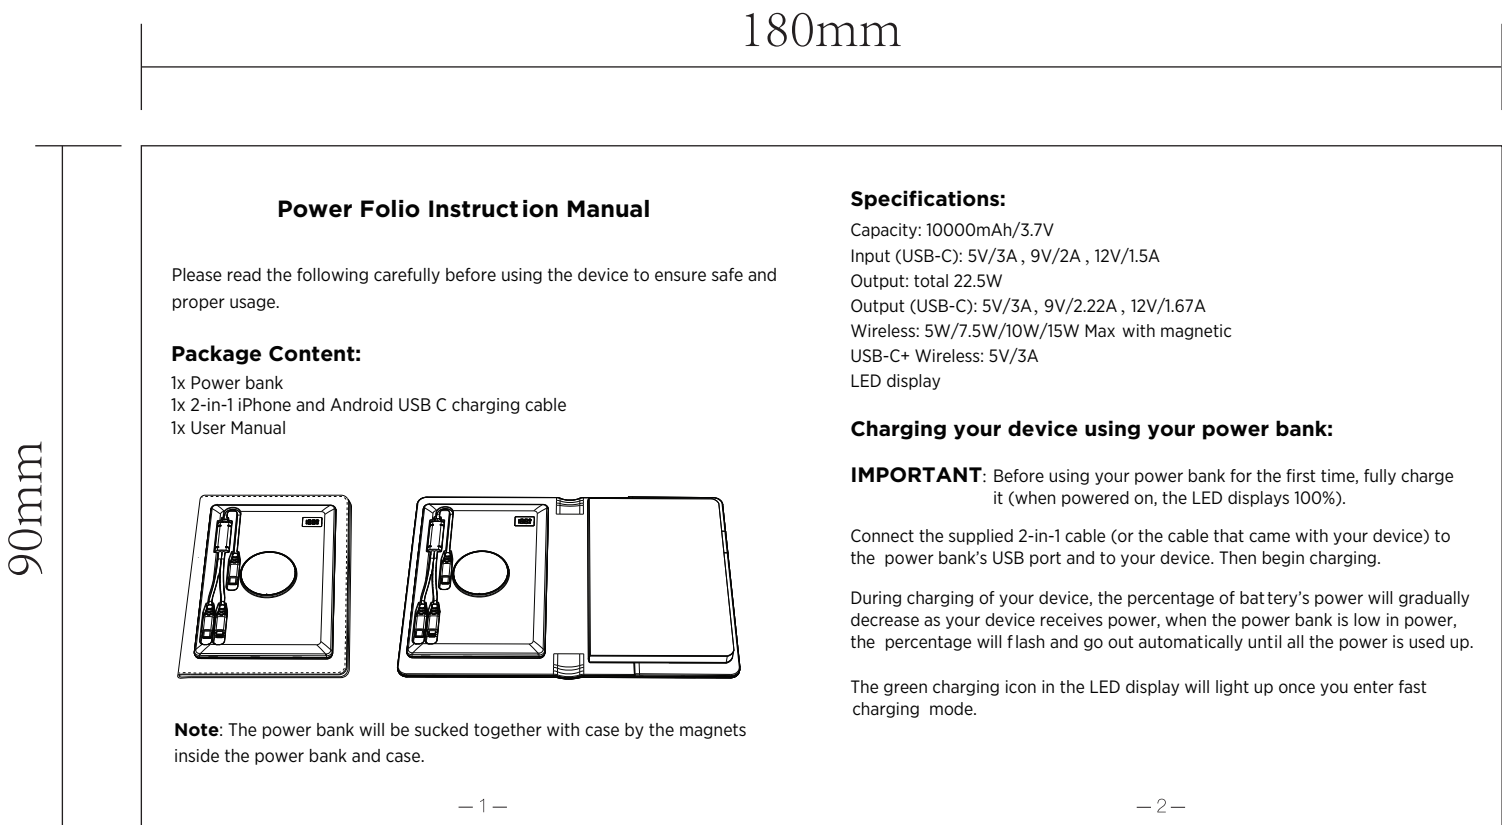 180mm
90mm
Power Folio Instruction Manual
Please read the following carefully before using the device to ensure safe and
proper usage.
Package Content:
1x Power bank
1x 2-in-1 iPhone and Android USB C charging cable
1x User Manual
Note: The power bank will be sucked together with case by the magnets
inside the power bank and case.
— 1 —
Specifications:
Capacity: 10000mAh/3.7V
Input (USB-C): 5V/3A , 9V/2A , 12V/1.5A
Output: total 22.5W
Output (USB-C): 5V/3A , 9V/2.22A , 12V/1.67A
Wireless: 5W/7.5W/10W/15W Max with magnetic
USB-C+ Wireless: 5V/3A
LED display
Charging your device using your power bank:
IMPORTANT: Before using your power bank for the first time, fully charge
it (when powered on, the LED displays 100%).
Connect the supplied 2-in-1 cable (or the cable that came with your device) to
the power bank's USB port and to your device. Then begin charging.
During charging of your device, the percentage of battery's power will gradually
decrease as your device receives power, when the power bank is low in power,
the percentage will flash and go out automatically until all the power is used up.
The green charging icon in the LED display will light up once you enter fast
charging mode.
— 2 —